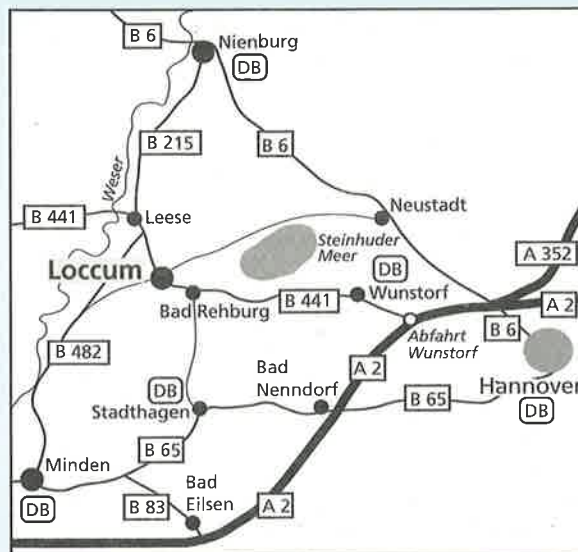 B 6
Nienburg
DB
B 215
B 6
Weser
B 441
Leese
Neustadt
Steinhuder
Meer
A 352
Loccum
DB
A 2
Bad Rehburg
B 441
Wunstorf
B 6
Abfahrt
Wunstorf
B 482
A 2
Bad
Nenndorf
Hannover
DB
DB
Stadthagen
B 65
B 65
Minden
DB
Bad
Eilsen
B 83
A 2